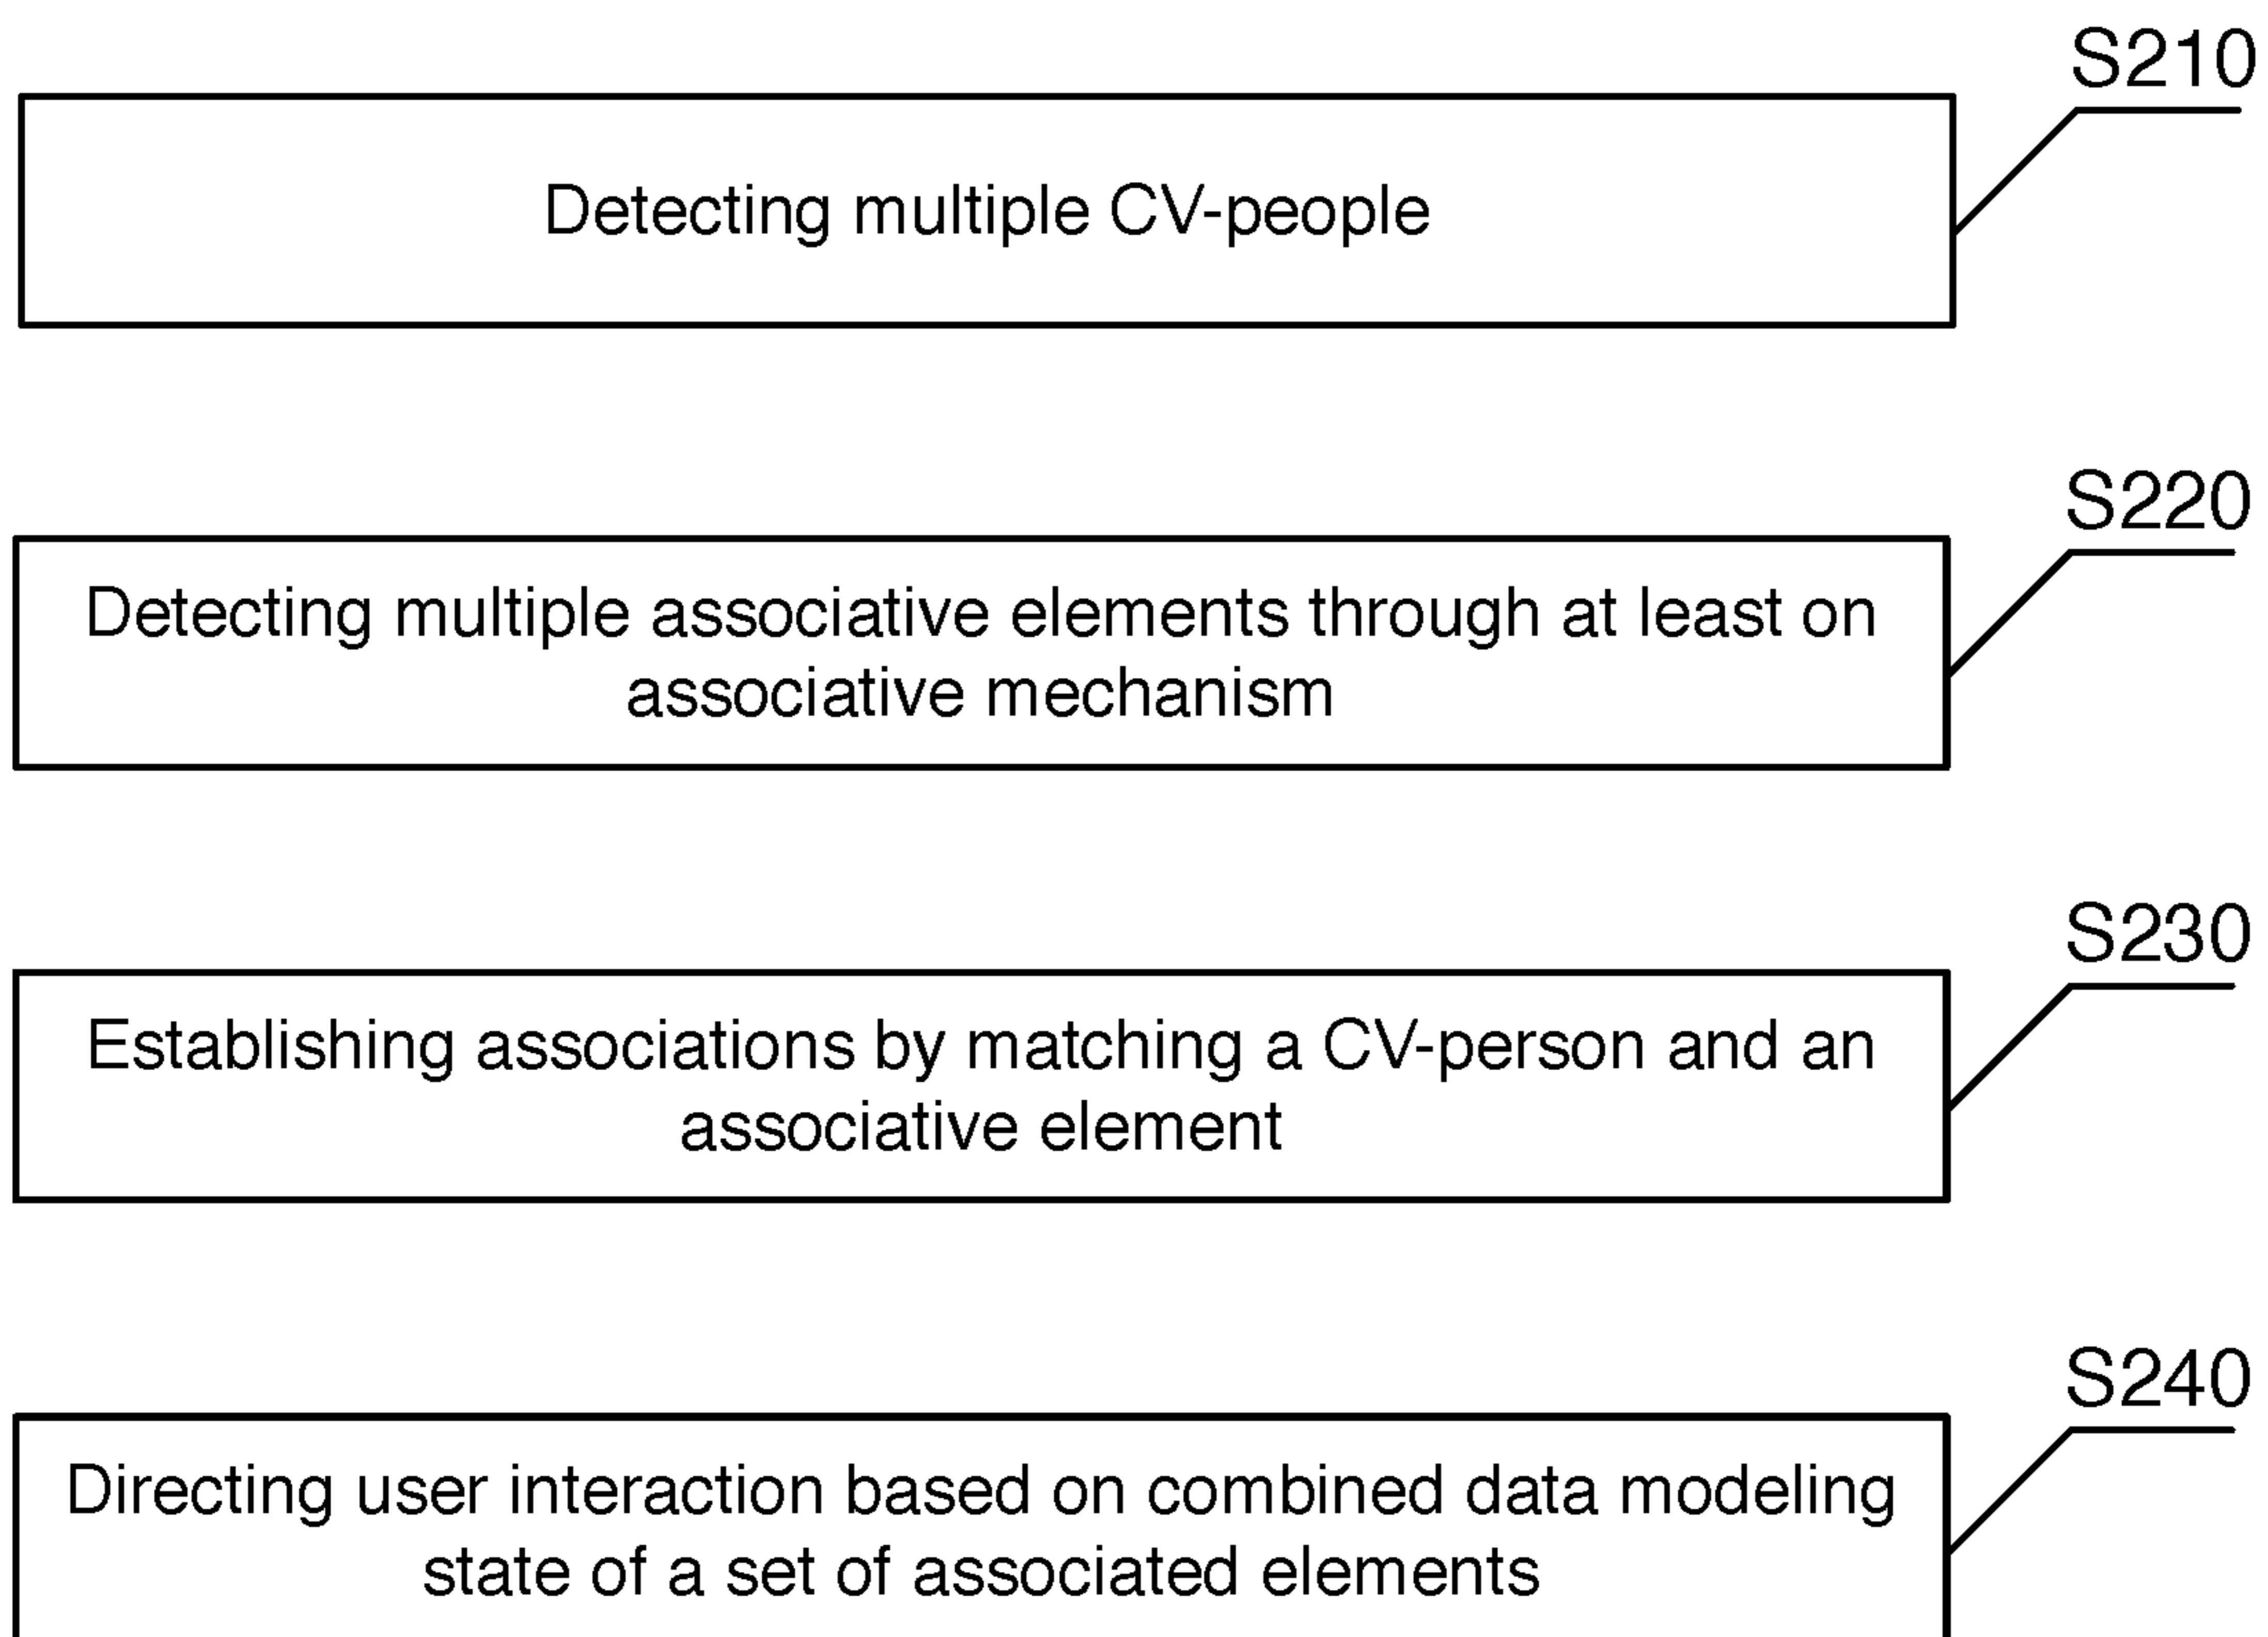 S210
Detecting multiple CV-people
S220
Detecting multiple associative elements through at least on
associative mechanism
S230
Establishing associations by matching a CV-person and an
associative element
S240
Directing user interaction based on combined data modeling
state of a set of associated elements